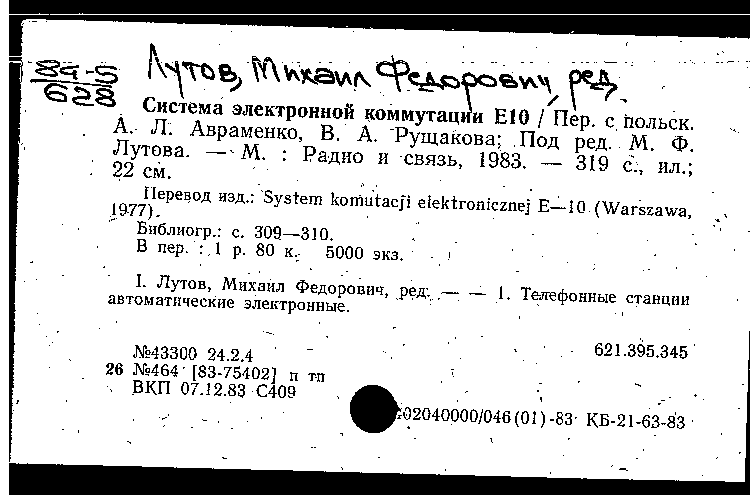 Лутов, Михаил Федорович, ред.
84-5
628
Система электронной коммутации Е10 / Пер. с польск.
А. Л. Авраменко, В. А. Рущакова; Под ред. М. Ф.
Лутова. — М. : Радио и связь, 1983. — 319 с., ил.;
22 см.
Перевод изд.: System komutacji elektronicznej E—10 (Warszawa,
1977).
Библиогр.: с. 309—310.
В пер. : 1 р. 80 к. 5000 экз.
I. Лутов, Михаил Федорович, ред. — — 1. Телефонные станции
автоматические электронные.
№43300 24.2.4
621.395.345
26 №464 [83-75402] п тп
ВКП 07.12.83 С409
02040000/046(01)-83 КБ-21-63-83